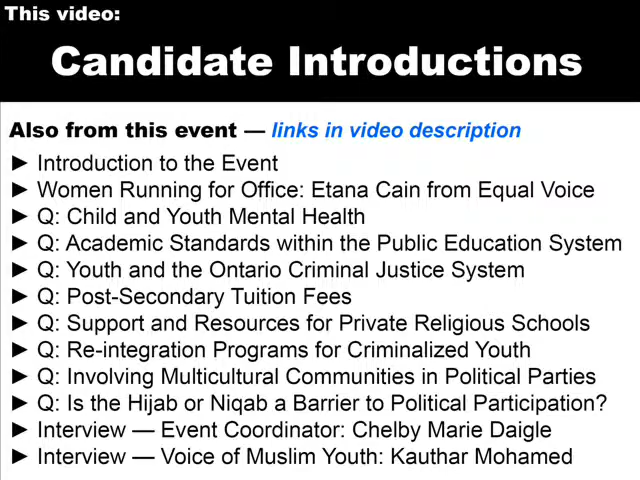 This video:
Candidate Introductions
Also from this event — links in video description
► Introduction to the Event
► Women Running for Office: Etana Cain from Equal Voice
► Q: Child and Youth Mental Health
► Q: Academic Standards within the Public Education System
► Q: Youth and the Ontario Criminal Justice System
► Q: Post-Secondary Tuition Fees
► Q: Support and Resources for Private Religious Schools
► Q: Re-integration Programs for Criminalized Youth
► Q: Involving Multicultural Communities in Political Parties
► Q: Is the Hijab or Niqab a Barrier to Political Participation?
► Interview — Event Coordinator: Chelby Marie Daigle
► Interview — Voice of Muslim Youth: Kauthar Mohamed